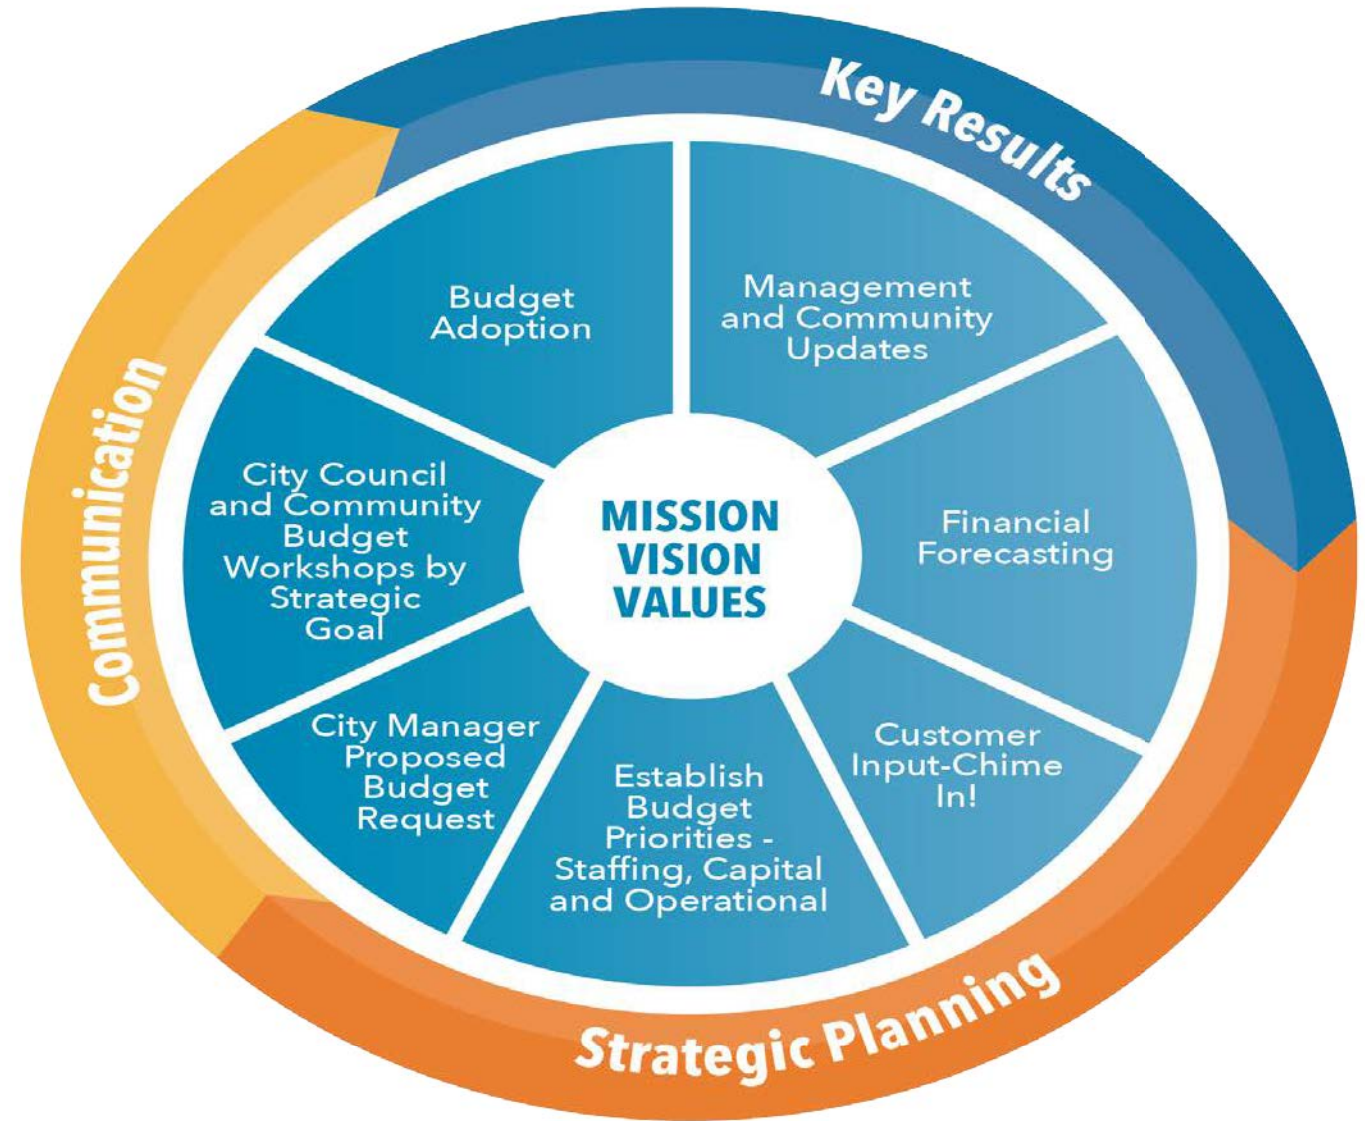 Key Results
Management
and Community
Updates
Financial
Forecasting
Customer
Input-Chime
In!
Strategic Planning
Establish
Budget
Priorities -
Staffing, Capital
and Operational
City Manager
Proposed
Budget
Request
Communication
City Council
and Community
Budget
Workshops by
Strategic
Goal
Budget
Adoption
MISSION
VISION
VALUES